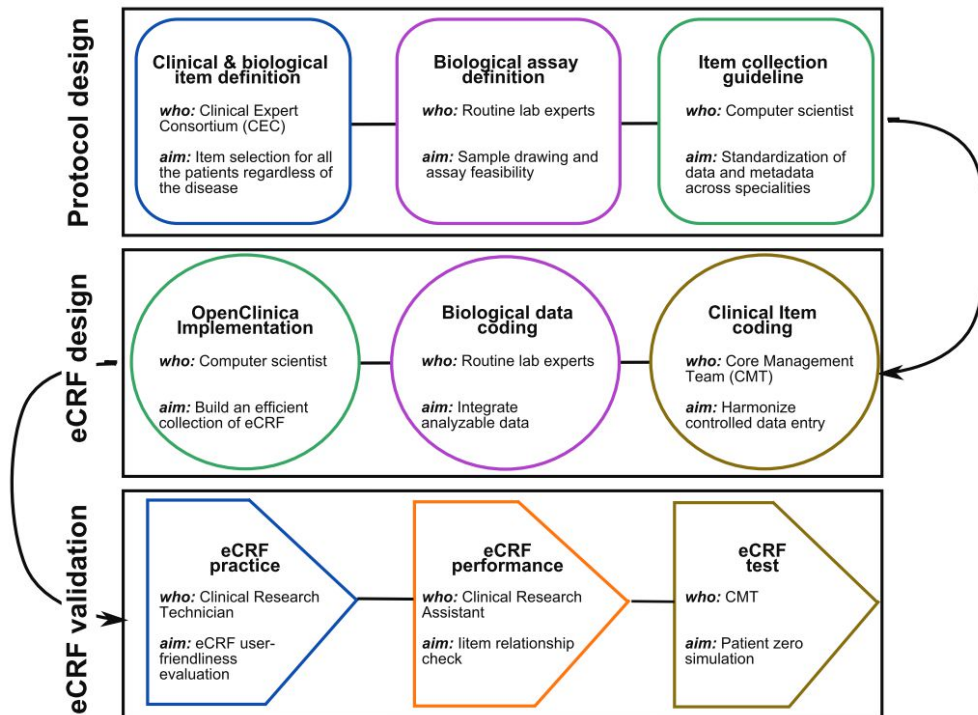 Protocol design
Clinical & biological
item definition
who: Clinical Expert
Consortium (CEC)
aim: Item selection for all
the patients regardless of
the disease
Biological assay
definition
who: Routine lab experts
aim: Sample drawing and
assay feasibility
Item collection
guideline
who: Computer scientist
aim: Standardization of
data and metadata
across specialities
eCRF design
OpenClinica
Implementation
who: Computer scientist
aim: Build an efficient
collection of eCRF
Biological data
coding
who: Routine lab experts
aim: Integrate
analyzable data
Clinical Item
coding
who: Core Management
Team (CMT)
aim: Harmonize
controlled data entry
eCRF validation
eCRF
practice
who: Clinical Research
Technician
aim: eCRF user-
friendliness
evaluation
eCRF
performance
who: Clinical Research
Assistant
aim: Iitem relationship
check
eCRF
test
who: CMT
aim: Patient zero
simulation